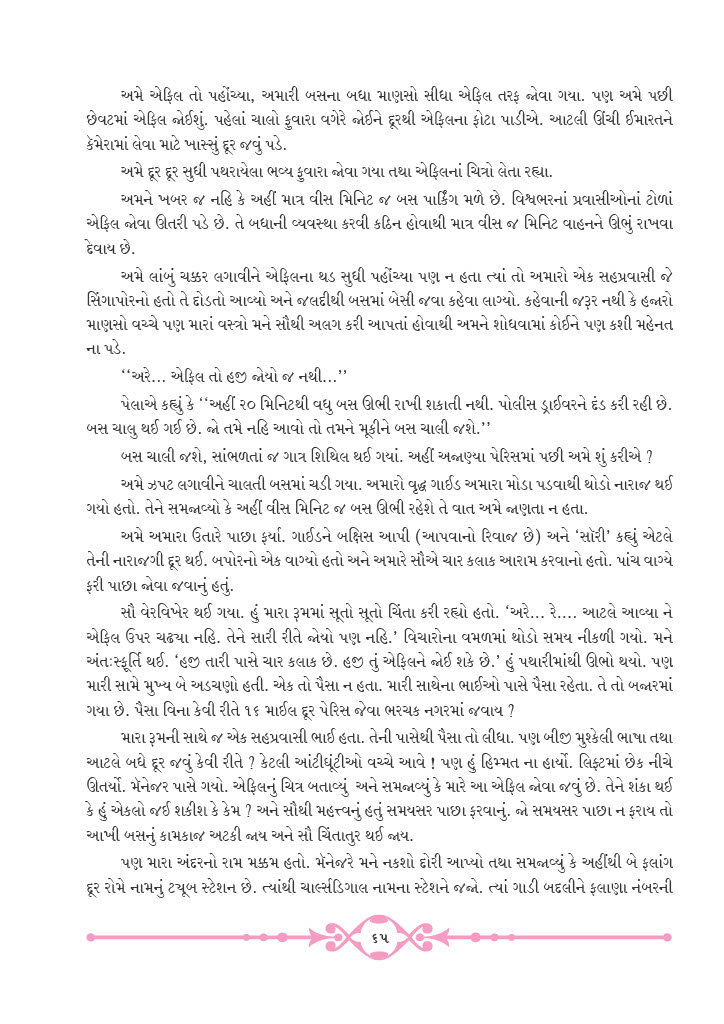 અમે એફિલ તો પહોંચ્યા, અમારી બસના બધા માણસો સીધા એફિલ તરફ જોવા ગયા. પણ અમે પછી
છેવટમાં એફિલ જોઈશું. પહેલાં ચાલો ફુવારા વગેરે જોઈને દૂરથી એફિલના ફોટા પાડીએ. આટલી ઊંચી ઈમારતને
કૅમેરામાં લેવા માટે ખાસ્સું દૂર જવું પડે.
અમે દૂર દૂર સુધી પથરાયેલા ભવ્ય ફુવારા જોવા ગયા તથા એફિલનાં ચિત્રો લેતા રહ્યા.
અમને ખબર જ નહિ કે અહીં માત્ર વીસ મિનિટ જ બસ પાર્કિંગ મળે છે. વિશ્વભરનાં પ્રવાસીઓનાં ટોળાં
એફિલ જોવા ઊતરી પડે છે. તે બધાની વ્યવસ્થા કરવી કઠિન હોવાથી માત્ર વીસ જ મિનિટ વાહનને ઊભું રાખવા
દેવાય છે.
અમે લાંબું ચક્કર લગાવીને એફિલના થડ સુધી પહોંચ્યા પણ ન હતા ત્યાં તો અમારો એક સહપ્રવાસી જે
સિંગાપોરનો હતો તે દોડતો આવ્યો અને જલદીથી બસમાં બેસી જવા કહેવા લાગ્યો. કહેવાની જરૂર નથી કે હજારો
માણસો વચ્ચે પણ મારાં વસ્ત્રો મને સૌથી અલગ કરી આપતાં હોવાથી અમને શોધવામાં કોઈને પણ કશી મહેનત
ના પડે.
‘‘અરે... એફિલ તો હજી જોયો જ નથી...’’
પેલાએ કહ્યું કે ‘‘અહીં ૨૦ મિનિટથી વધુ બસ ઊભી રાખી શકાતી નથી. પોલીસ ડ્રાઈવરને દંડ કરી રહી છે.
બસ ચાલુ થઈ ગઈ છે. જો તમે નહિ આવો તો તમને મૂકીને બસ ચાલી જશે.’’
બસ ચાલી જશે, સાંભળતાં જ ગાત્ર શિથિલ થઈ ગયાં. અહીં અજાણ્યા પેરિસમાં પછી અમે શું કરીએ ?
અમે ઝપટ લગાવીને ચાલતી બસમાં ચડી ગયા. અમારો વૃદ્ધ ગાઈડ અમારા મોડા પડવાથી થોડો નારાજ થઈ
ગયો હતો. તેને સમજાવ્યો કે અહીં વીસ મિનિટ જ બસ ઊભી રહેશે તે વાત અમે જાણતા ન હતા.
અમે અમારા ઉતારે પાછા ફર્યા. ગાઈડને બક્ષિસ આપી (આપવાનો રિવાજ છે) અને ‘સૉરી’ કહ્યું એટલે
તેની નારાજગી દૂર થઈ. બપોરનો એક વાગ્યો હતો અને અમારે સૌએ ચાર કલાક આરામ કરવાનો હતો. પાંચ વાગ્યે
ફરી પાછા જોવા જવાનું હતું.
સૌ વેરવિખેર થઈ ગયા. હું મારા રૂમમાં સૂતો સૂતો ચિંતા કરી રહ્યો હતો. ‘અરે... રે.... આટલે આવ્યા ને
એફિલ ઉપર ચઢ્યા નહિ. તેને સારી રીતે જોયો પણ નહિ.’ વિચારોના વમળમાં થોડો સમય નીકળી ગયો. મને
અંતઃસ્ફૂર્તિ થઈ. ‘હજી તારી પાસે ચાર કલાક છે. હજી તું એફિલને જોઈ શકે છે.’ હું પથારીમાંથી ઊભો થયો. પણ
મારી સામે મુખ્ય બે અડચણો હતી. એક તો પૈસા ન હતા. મારી સાથેના ભાઈઓ પાસે પૈસા રહેતા. તે તો બજારમાં
ગયા છે. પૈસા વિના કેવી રીતે ૧૬ માઈલ દૂર પેરિસ જેવા ભરચક નગરમાં જવાય ?
મારા રૂમની સાથે જ એક સહપ્રવાસી ભાઈ હતા. તેની પાસેથી પૈસા તો લીધા. પણ બીજી મુશ્કેલી ભાષા તથા
આટલે બધે દૂર જવું કેવી રીતે ? કેટલી આંટીઘૂંટીઓ વચ્ચે આવે ! પણ હું હિમ્મત ના હાર્યો. લિફ્ટમાં છેક નીચે
ઊતર્યો. મૅનેજર પાસે ગયો. એફિલનું ચિત્ર બતાવ્યું અને સમજાવ્યું કે મારે આ એફિલ જોવા જવું છે. તેને શંકા થઈ
કે હું એકલો જઈ શકીશ કે કેમ ? અને સૌથી મહત્ત્વનું હતું સમયસર પાછા ફરવાનું. જો સમયસર પાછા ન ફરાય તો
આખી બસનું કામકાજ અટકી જાય અને સૌ ચિંતાતુર થઈ જાય.
પણ મારા અંદરનો રામ મક્કમ હતો. મૅનેજરે મને નકશો દોરી આપ્યો તથા સમજાવ્યું કે અહીંથી બે ફલાંગ
દૂર રોમે નામનું ટ્યૂબ સ્ટેશન છે. ત્યાંથી ચાર્લ્સડિગાલ નામના સ્ટેશને જજો. ત્યાં ગાડી બદલીને ફલાણા નંબરની
૬૫